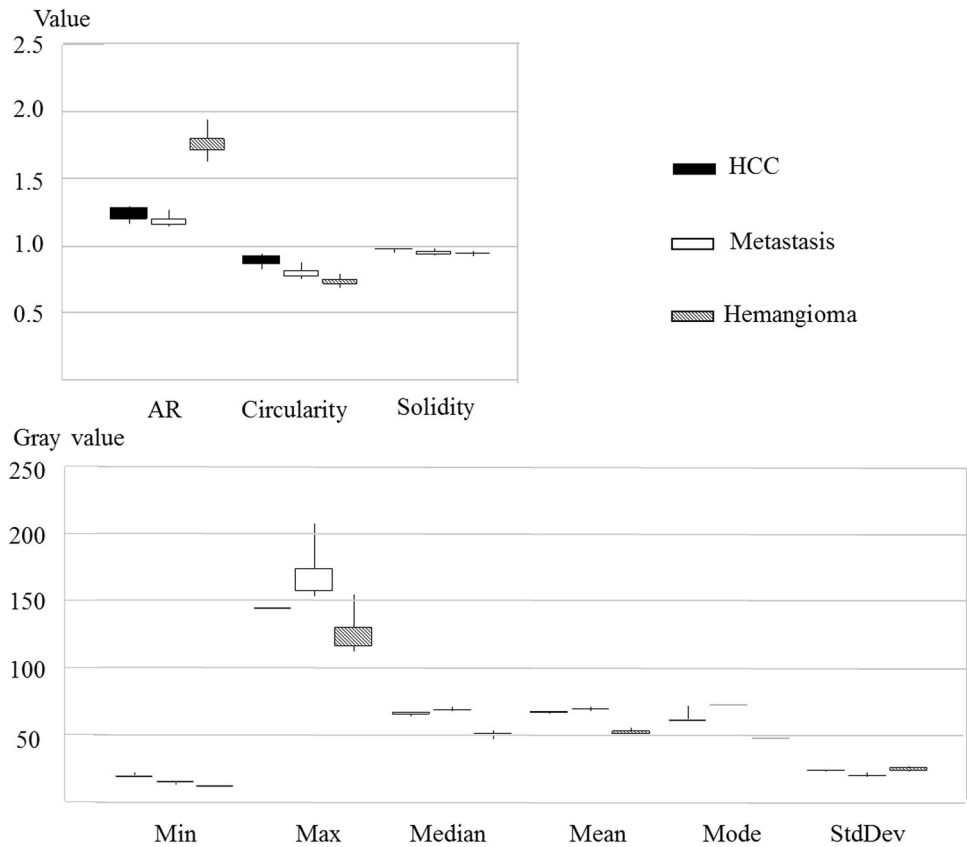 Value
2.5
2.0
1.5
1.0
0.5
AR Circularity Solidity
HCC
Metastasis
Hemangioma
Gray value
250
200
150
100
50
Min Max Median Mean Mode StdDev